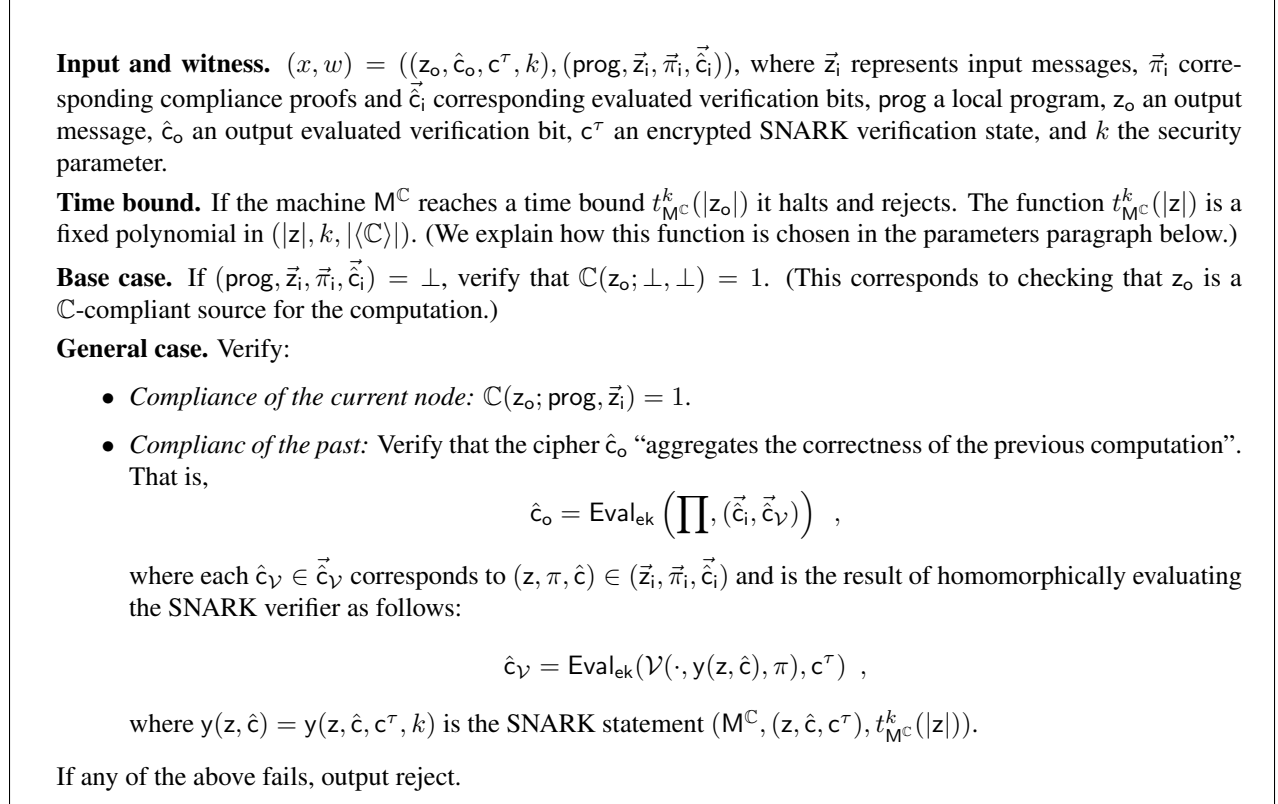 Input and witness. (x, w) = ((z_o, ĉ_o, c^τ, k), (prog, z⃗_i, π⃗_i, ĉ⃗_i)), where z⃗_i represents input messages, π⃗_i corre-
sponding compliance proofs and ĉ⃗_i corresponding evaluated verification bits, prog a local program, z_o an output
message, ĉ_o an output evaluated verification bit, c^τ an encrypted SNARK verification state, and k the security
parameter.
Time bound. If the machine M^ℂ reaches a time bound t^k_{M^ℂ}(|z_o|) it halts and rejects. The function t^k_{M^ℂ}(|z|) is a
fixed polynomial in (|z|, k, |⟨ℂ⟩|). (We explain how this function is chosen in the parameters paragraph below.)
Base case. If (prog, z⃗_i, π⃗_i, ĉ⃗_i) = ⊥, verify that ℂ(z_o; ⊥, ⊥) = 1. (This corresponds to checking that z_o is a
ℂ-compliant source for the computation.)
General case. Verify:
• Compliance of the current node: ℂ(z_o; prog, z⃗_i) = 1.
• Complianc of the past: Verify that the cipher ĉ_o “aggregates the correctness of the previous computation”.
That is,
ĉ_o = Eval_ek (∏, (ĉ⃗_i, ĉ⃗_𝒱)) ,
where each ĉ_𝒱 ∈ ĉ⃗_𝒱 corresponds to (z, π, ĉ) ∈ (z⃗_i, π⃗_i, ĉ⃗_i) and is the result of homomorphically evaluating
the SNARK verifier as follows:
ĉ_𝒱 = Eval_ek(𝒱(·, y(z, ĉ), π), c^τ) ,
where y(z, ĉ) = y(z, ĉ, c^τ, k) is the SNARK statement (M^ℂ, (z, ĉ, c^τ), t^k_{M^ℂ}(|z|)).
If any of the above fails, output reject.